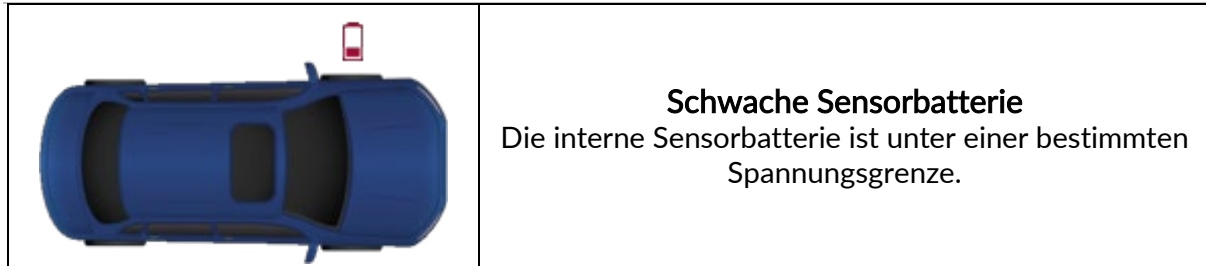 Schwache Sensorbatterie
Die interne Sensorbatterie ist unter einer bestimmten
Spannungsgrenze.